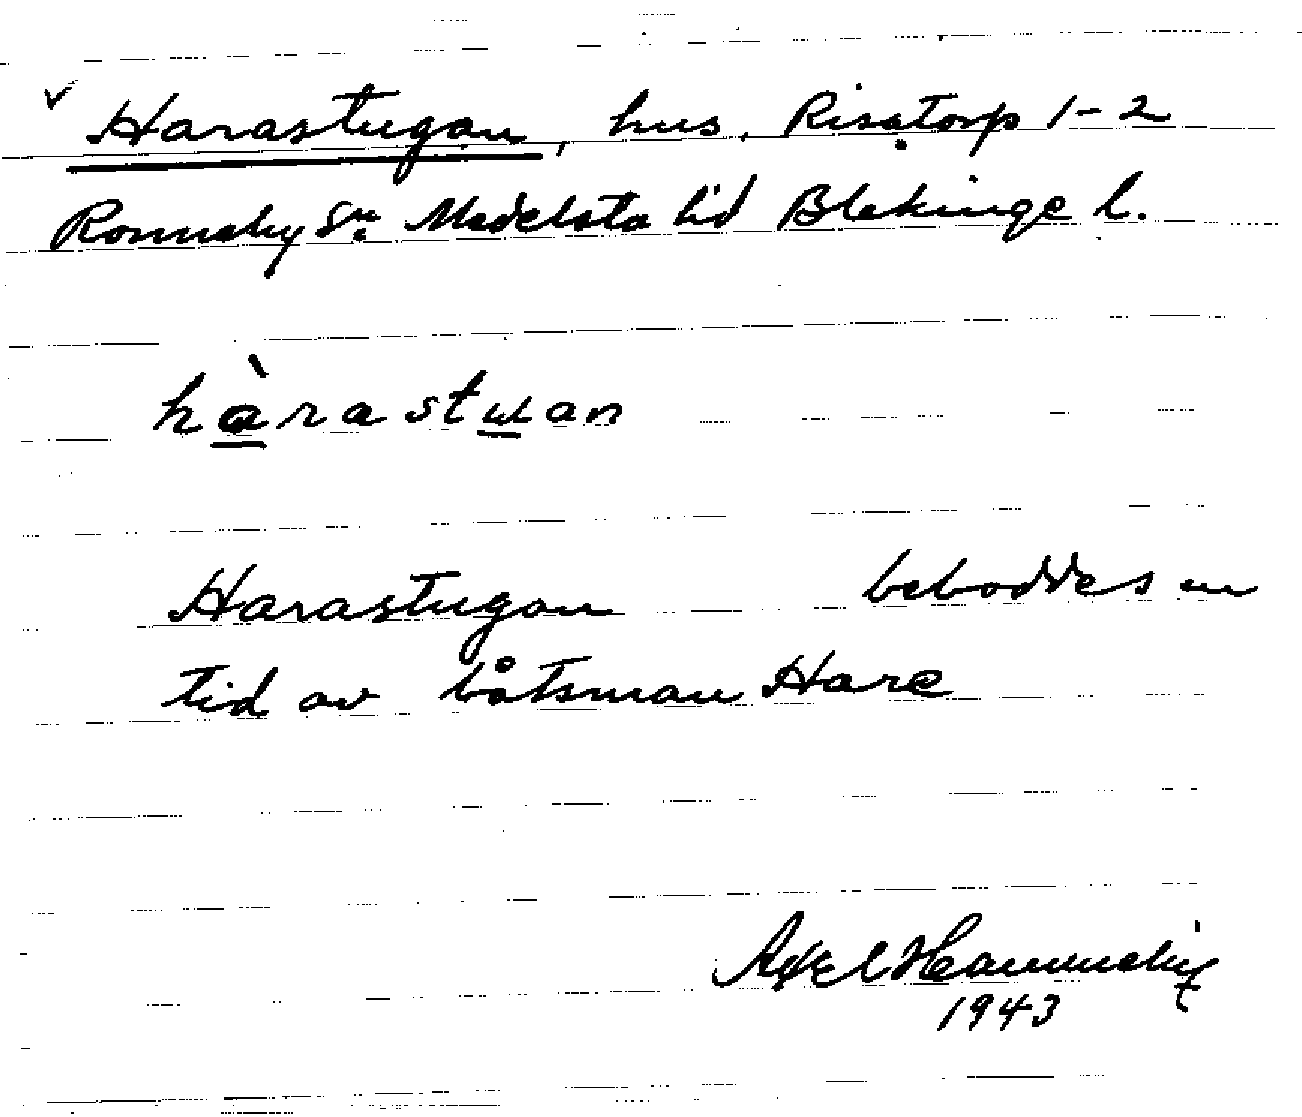 v Harastugan, hus, Risatorp 1-2
Ronneby Sn. Medelsta hd Blekinge l.
hàrastuan
Harastugan beboddes en
tid av båtsman Hare
Axel
1943